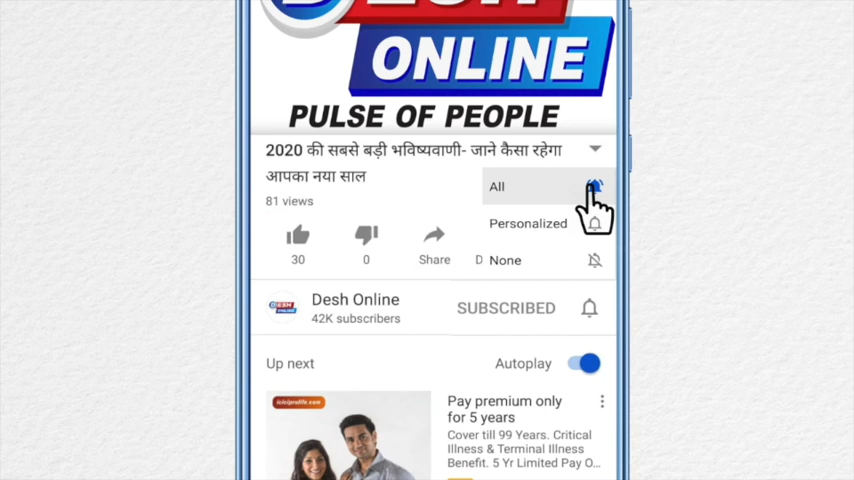 ONLINE
PULSE OF PEOPLE
2020 की सबसे बड़ी भविष्यवाणी- जाने कैसा रहेगा
आपका नया साल
81 views
All
Personalized
None
30
0
Share
D
Desh Online
42K subscribers
SUBSCRIBED
DESH
ONLINE
Up next
Autoplay
iciciprulife.com
Pay premium only
for 5 years
Cover till 99 Years. Critical
Illness & Terminal Illness
Benefit. 5 Yr Limited Pay O...